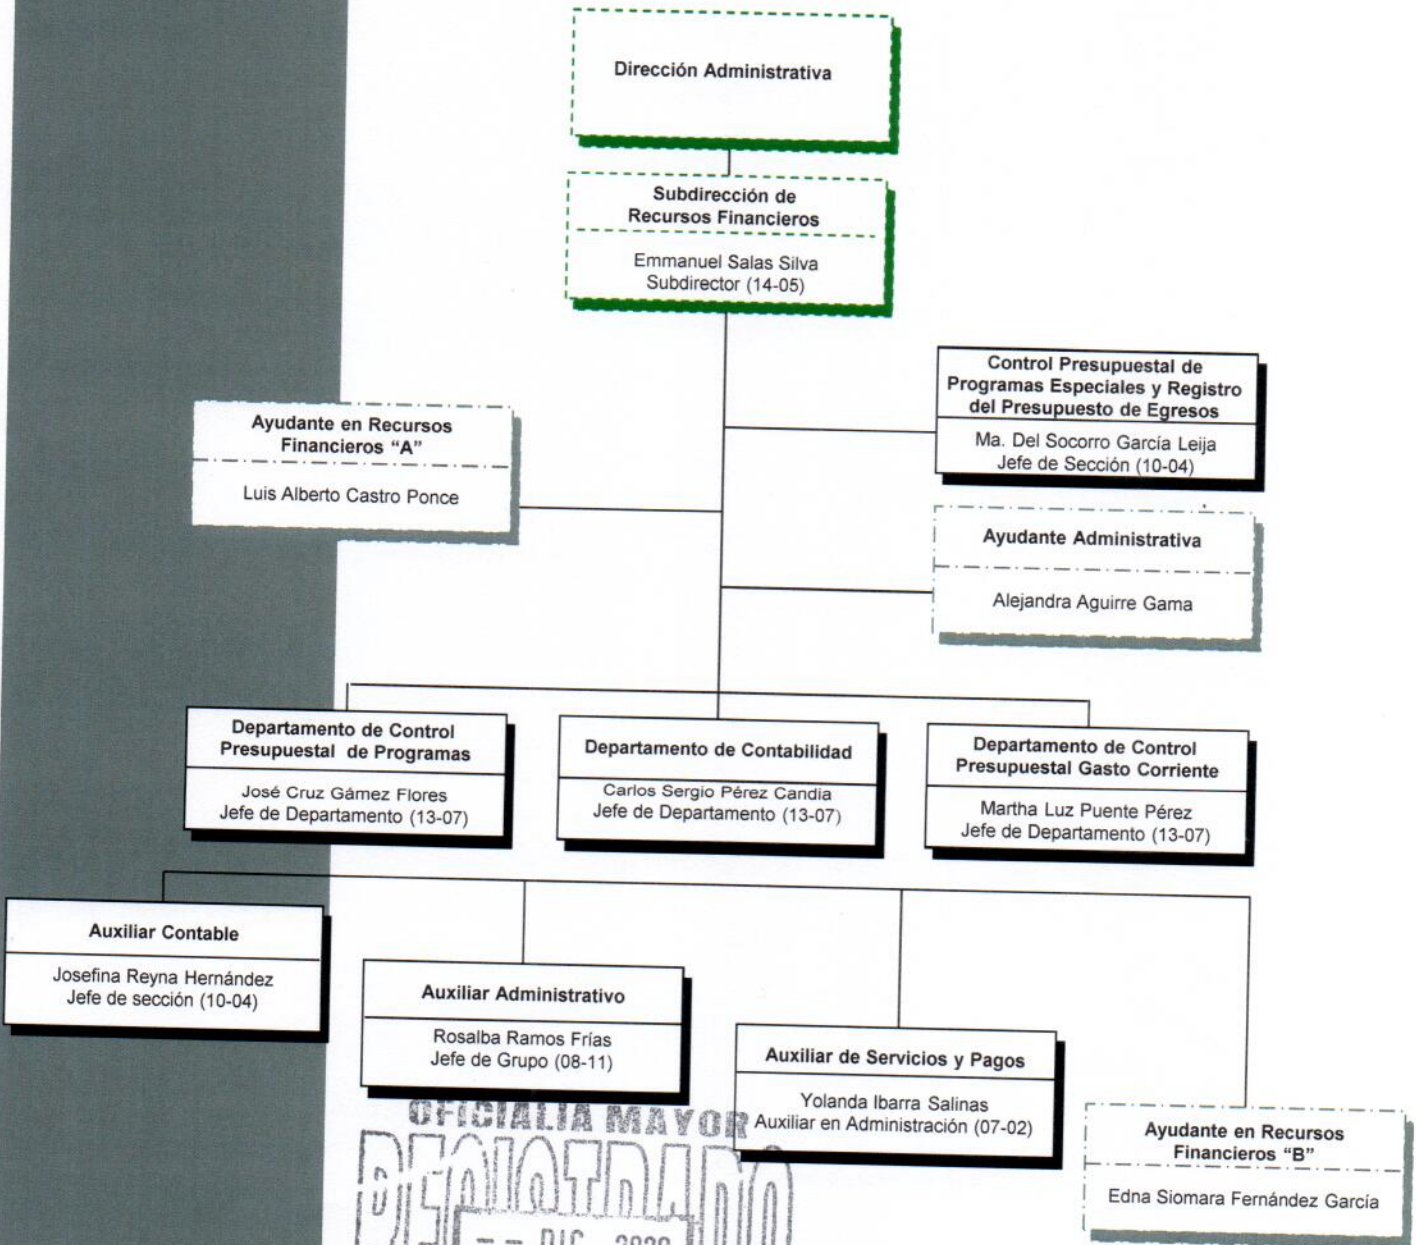 Dirección Administrativa
Subdirección de
Recursos Financieros
Emmanuel Salas Silva
Subdirector (14-05)
Control Presupuestal de
Programas Especiales y Registro
del Presupuesto de Egresos
Ma. Del Socorro García Leija
Jefe de Sección (10-04)
Ayudante en Recursos
Financieros “A”
Luis Alberto Castro Ponce
Ayudante Administrativa
Alejandra Aguirre Gama
Departamento de Control
Presupuestal de Programas
José Cruz Gámez Flores
Jefe de Departamento (13-07)
Departamento de Contabilidad
Carlos Sergio Pérez Candia
Jefe de Departamento (13-07)
Departamento de Control
Presupuestal Gasto Corriente
Martha Luz Puente Pérez
Jefe de Departamento (13-07)
Auxiliar Contable
Josefina Reyna Hernández
Jefe de sección (10-04)
Auxiliar Administrativo
Rosalba Ramos Frías
Jefe de Grupo (08-11)
Auxiliar de Servicios y Pagos
Yolanda Ibarra Salinas
Auxiliar en Administración (07-02)
Ayudante en Recursos
Financieros “B”
Edna Siomara Fernández García
OFICIALIA MAYOR
DIC